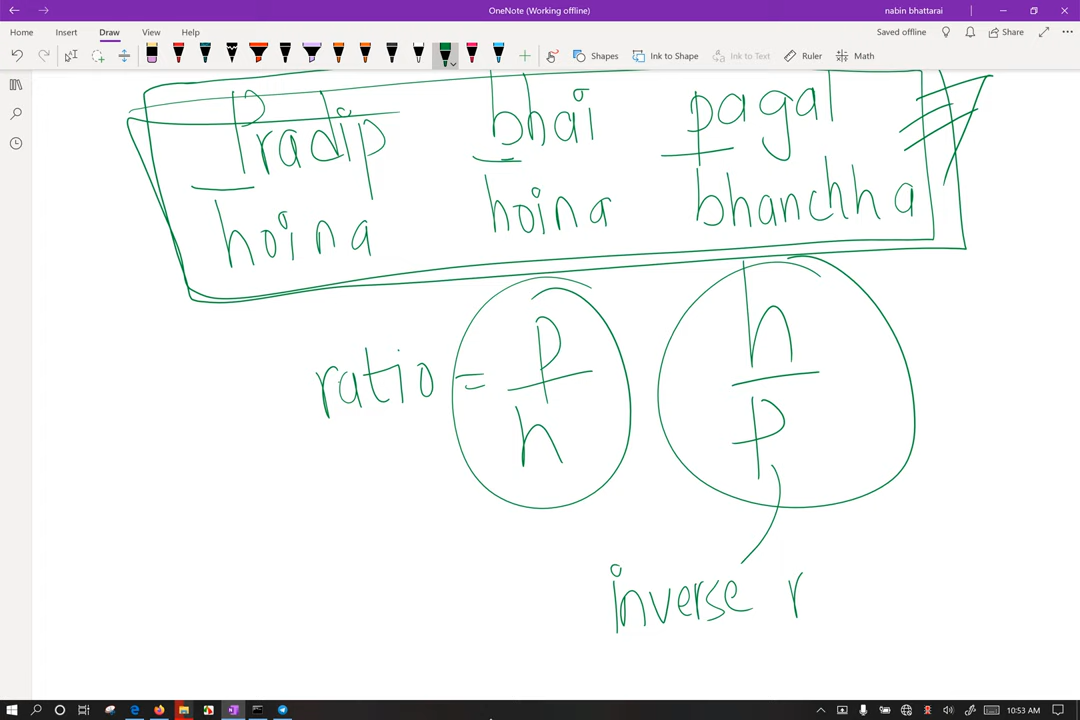 OneNote (Working offline)
nabin bhattarai
Home Insert Draw View Help
Saved offline
Share
Shapes
Ink to Shape
Ink to Text
Ruler
Math
Pradip bhai pagal
hoina hoina bhanchha
ratio = p/h h/p
inverse r
10:53 AM